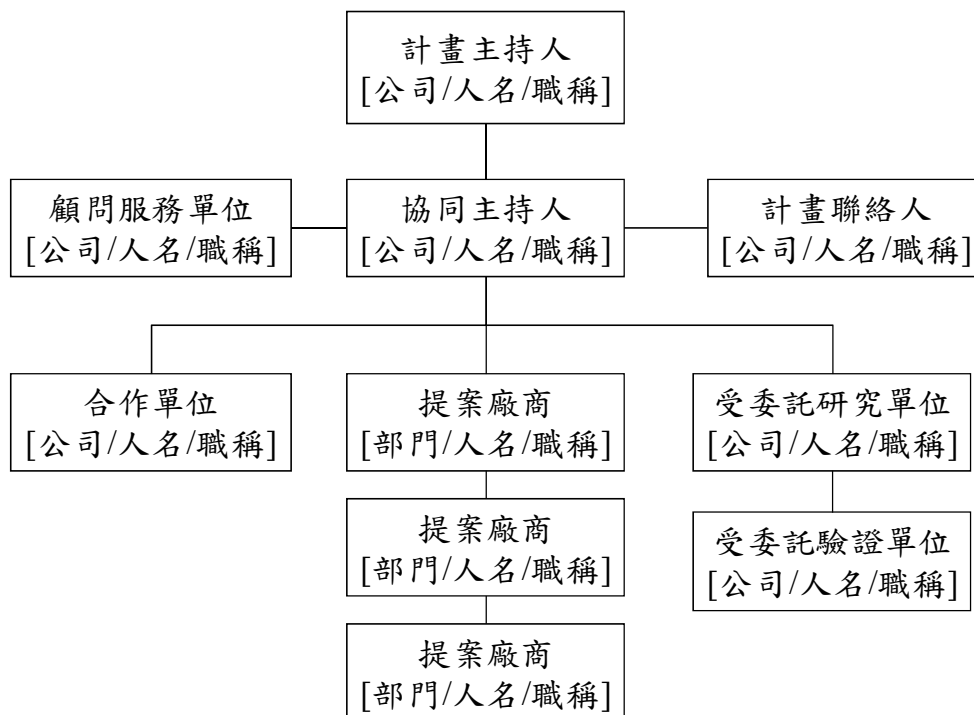 計畫主持人
[公司/人名/職稱]
顧問服務單位
[公司/人名/職稱]
協同主持人
[公司/人名/職稱]
計畫聯絡人
[公司/人名/職稱]
合作單位
[公司/人名/職稱]
提案廠商
[部門/人名/職稱]
受委託研究單位
[公司/人名/職稱]
提案廠商
[部門/人名/職稱]
受委託驗證單位
[公司/人名/職稱]
提案廠商
[部門/人名/職稱]